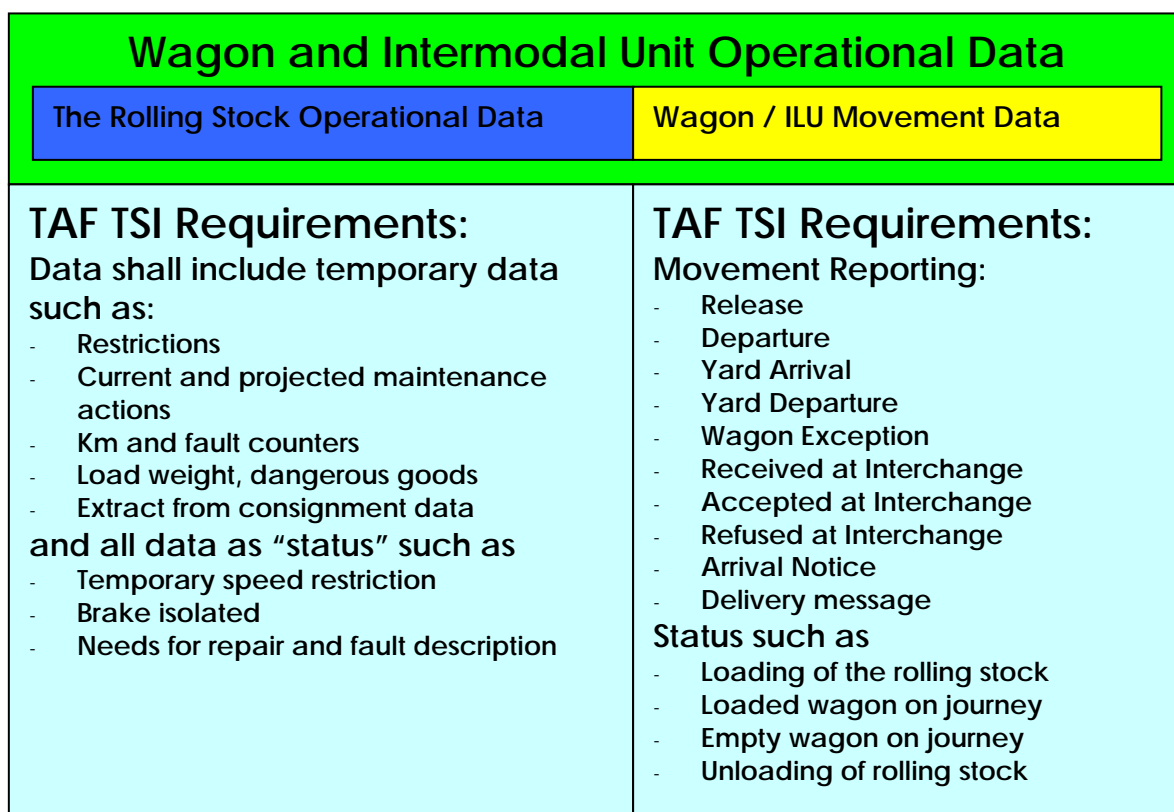 Wagon and Intermodal Unit Operational Data
The Rolling Stock Operational Data
Wagon / ILU Movement Data
TAF TSI Requirements:
Data shall include temporary data
such as:
- Restrictions
- Current and projected maintenance
actions
- Km and fault counters
- Load weight, dangerous goods
- Extract from consignment data
and all data as “status” such as
- Temporary speed restriction
- Brake isolated
- Needs for repair and fault description
TAF TSI Requirements:
Movement Reporting:
- Release
- Departure
- Yard Arrival
- Yard Departure
- Wagon Exception
- Received at Interchange
- Accepted at Interchange
- Refused at Interchange
- Arrival Notice
- Delivery message
Status such as
- Loading of the rolling stock
- Loaded wagon on journey
- Empty wagon on journey
- Unloading of rolling stock